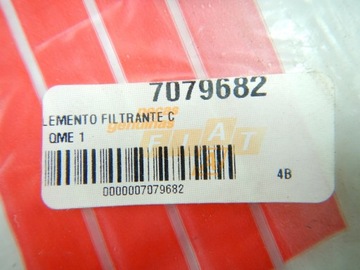 7079682
LEMENTO FILTRANTE C
peças
genuínas
FIAT
QME 1
4B
0000007079682